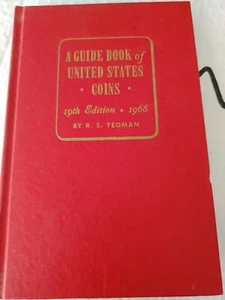 A GUIDE BOOK of
UNITED STATES
• COINS •
19th Edition • 1966
BY R. S. YEOMAN